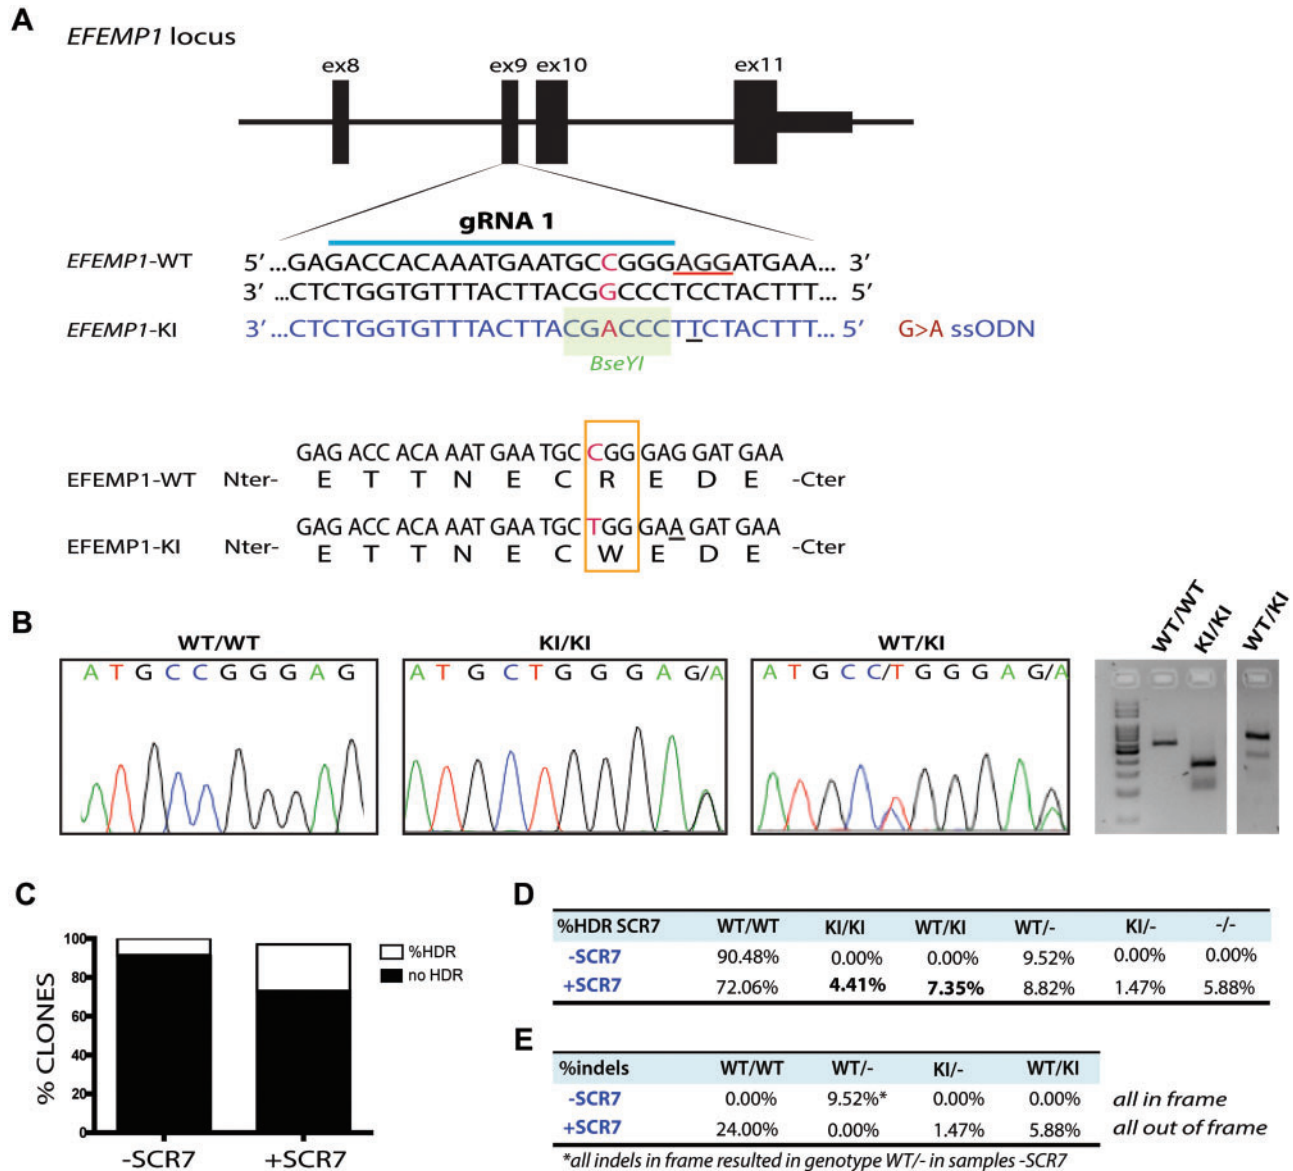 A
EFEMP1 locus
ex8 ex9 ex10 ex11
gRNA 1
EFEMP1-WT 5′ ...GAGACCACAAATGAATGCCGGGAGGATGAA... 3′
3′ ...CTCTGGTGTTTACTTACGGCCCTCCTACTTT... 5′
EFEMP1-KI 3′ ...CTCTGGTGTTTACTTACGACCCTTCTACTTT... 5′ G>A ssODN
BseYI
GAG ACC ACA AAT GAA TGC CGG GAG GAT GAA
EFEMP1-WT Nter- E T T N E C R E D E -Cter
GAG ACC ACA AAT GAA TGC TGG GAA GAT GAA
EFEMP1-KI Nter- E T T N E C W E D E -Cter
B
WT/WT KI/KI WT/KI WT/WT KI/KI WT/KI
A T G C C G G G A G
A T G C T G G G A G/A
A T G C C/T G G G A G/A
C
100
80
60
40
20
0
% CLONES
-SCR7 +SCR7
%HDR
no HDR
D
%HDR SCR7 WT/WT KI/KI WT/KI WT/- KI/- -/-
-SCR7 90.48% 0.00% 0.00% 9.52% 0.00% 0.00%
+SCR7 72.06% 4.41% 7.35% 8.82% 1.47% 5.88%
E
%indels WT/WT WT/- KI/- WT/KI
-SCR7 0.00% 9.52%* 0.00% 0.00% all in frame
+SCR7 24.00% 0.00% 1.47% 5.88% all out of frame
*all indels in frame resulted in genotype WT/- in samples -SCR7